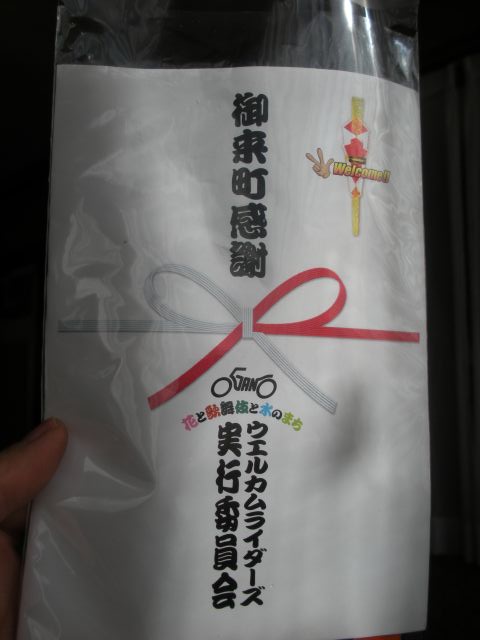 御来町感謝
Welcome!!
OGANO
花と歌舞伎と水のまち
ウエルカムライダーズ
実行委員会